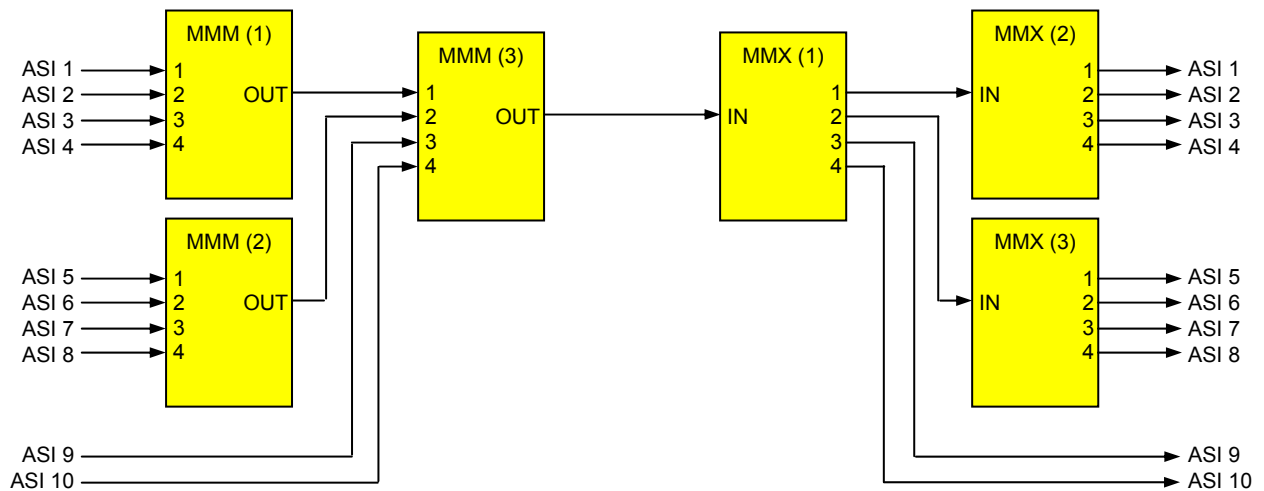 MMM (1)
ASI 1
ASI 2
ASI 3
ASI 4
1
2
3
4
OUT
MMM (2)
ASI 5
ASI 6
ASI 7
ASI 8
1
2
3
4
OUT
ASI 9
ASI 10
MMM (3)
1
2
3
4
OUT
MMX (1)
IN
1
2
3
4
MMX (2)
IN
1
2
3
4
ASI 1
ASI 2
ASI 3
ASI 4
MMX (3)
IN
1
2
3
4
ASI 5
ASI 6
ASI 7
ASI 8
ASI 9
ASI 10